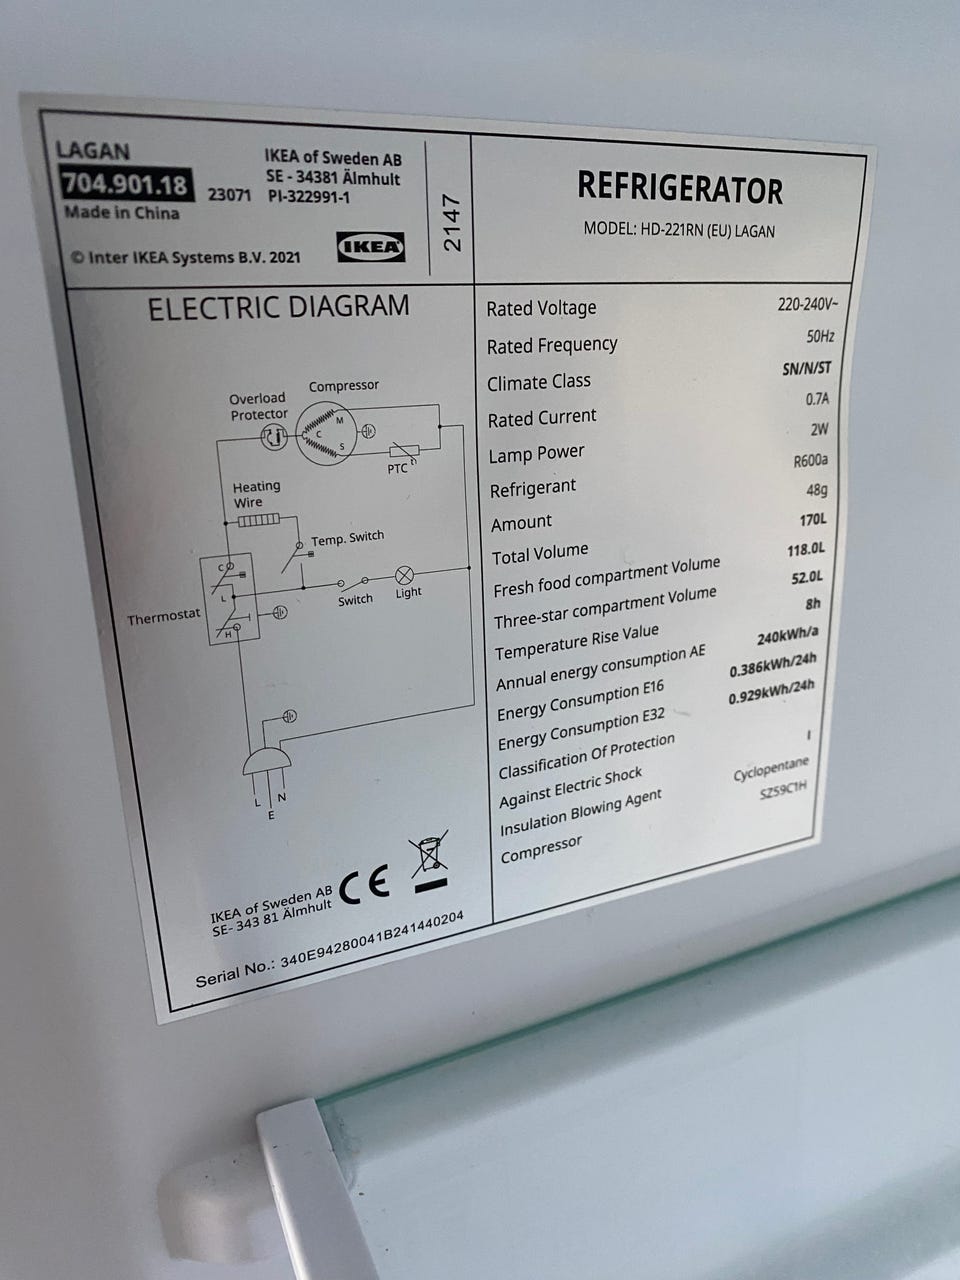 LAGAN
704.901.18
Made in China
23071
IKEA of Sweden AB
SE - 34381 Älmhult
PI-322991-1
© Inter IKEA Systems B.V. 2021
IKEA
2147
REFRIGERATOR
MODEL: HD-221RN (EU) LAGAN
ELECTRIC DIAGRAM
Compressor
Overload
Protector
M
C
S
PTC
Heating
Wire
Temp. Switch
C
L
Switch
Light
Thermostat
H
L
E
N
IKEA of Sweden AB
SE- 343 81 Älmhult
CE
Serial No.: 340E94280041B241440204
Rated Voltage 220-240V~
Rated Frequency 50Hz
Climate Class SN/N/ST
Rated Current 0.7A
Lamp Power 2W
Refrigerant R600a
Amount 48g
Total Volume 170L
Fresh food compartment Volume 118.0L
Three-star compartment Volume 52.0L
Temperature Rise Value 8h
Annual energy consumption AE 240kWh/a
Energy Consumption E16 0.386kWh/24h
Energy Consumption E32 0.929kWh/24h
Classification Of Protection
Against Electric Shock I
Insulation Blowing Agent Cyclopentane
Compressor SZ59C1H